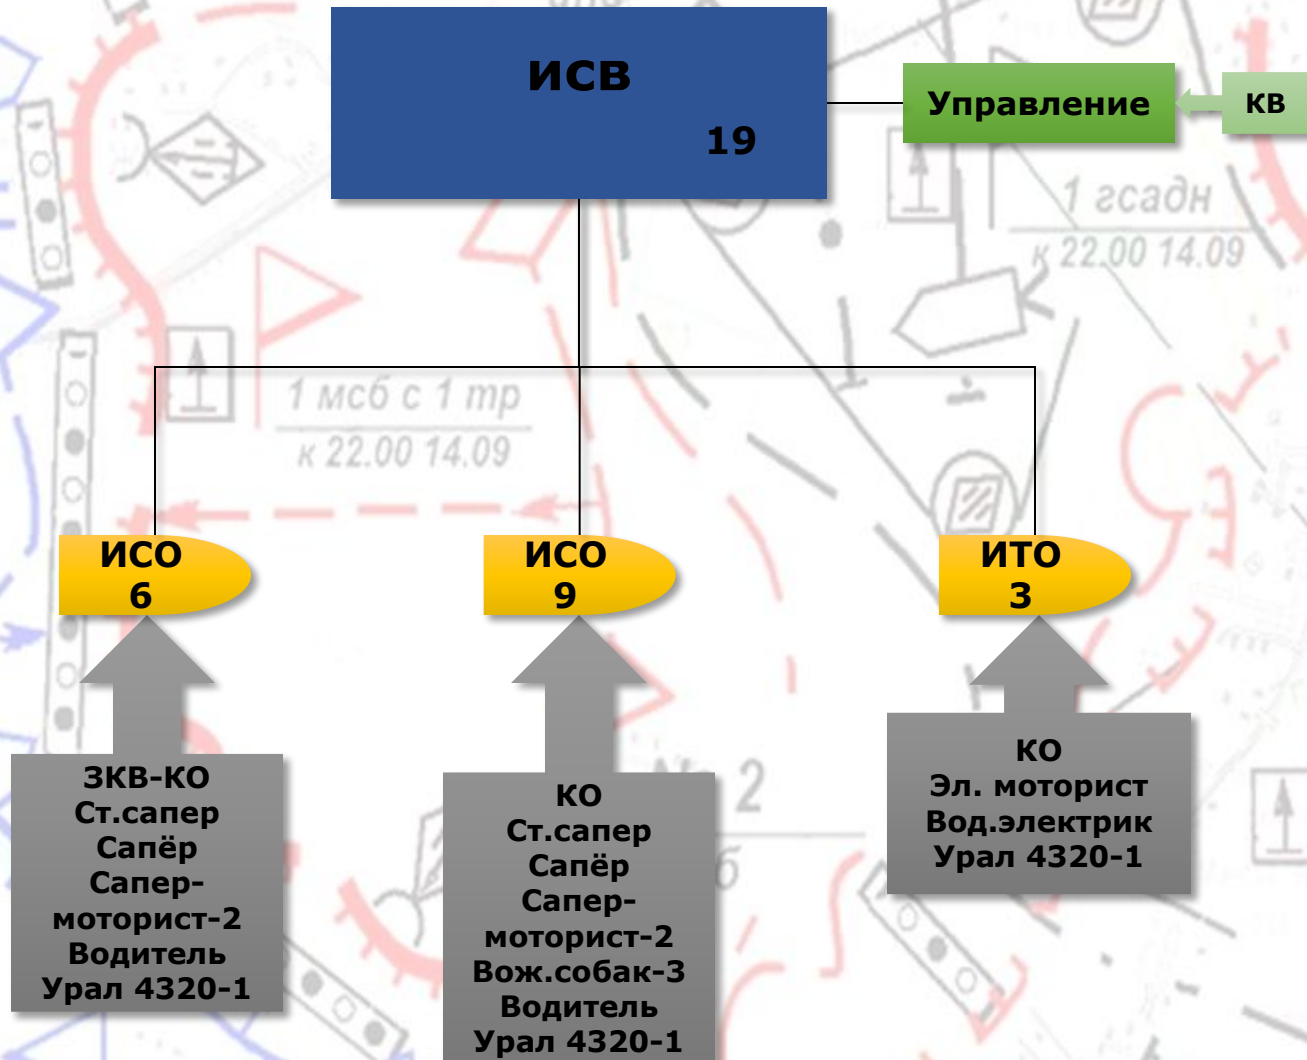 ИСВ
19
Управление
КВ
1 гсадн
к 22.00 14.09
1 мсб с 1 тр
к 22.00 14.09
ИСО
6
ИСО
9
ИТО
3
ЗКВ-КО
Ст.сапер
Сапёр
Сапер-
моторист-2
Водитель
Урал 4320-1
КО
Ст.сапер
Сапёр
Сапер-
моторист-2
Вож.собак-3
Водитель
Урал 4320-1
КО
Эл. моторист
Вод.электрик
Урал 4320-1
2